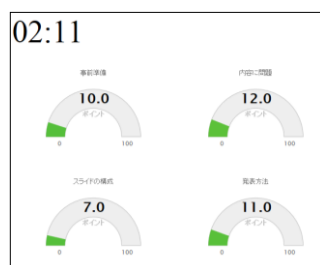 02:11
事前準備
10.0
ポイント
0 100
内容に問題
12.0
ポイント
0 100
スライドの構成
7.0
ポイント
0 100
発表方法
11.0
ポイント
0 100